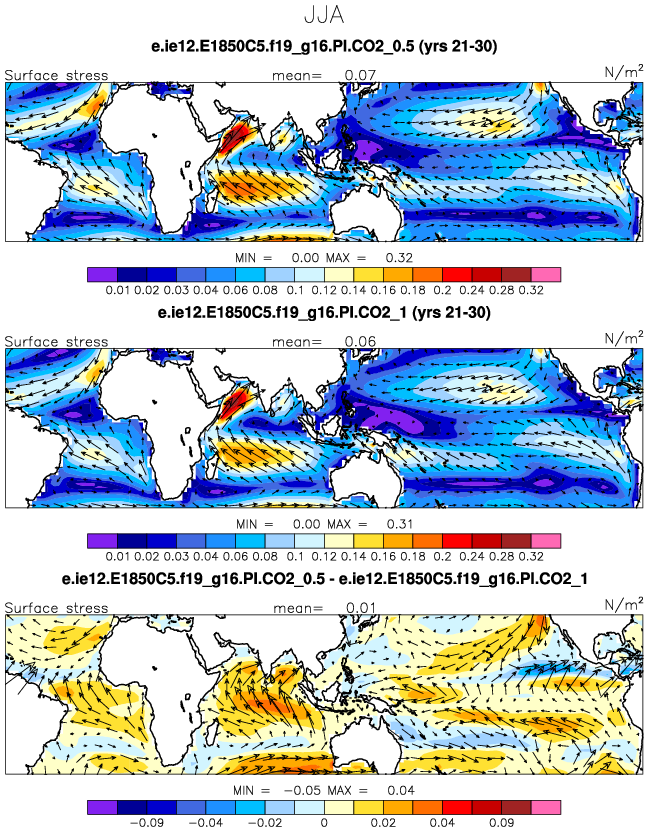 JJA
e.ie12.E1850C5.f19_g16.PI.CO2_0.5 (yrs 21-30)
Surface stress mean= 0.07 N/m²
MIN = 0.00 MAX = 0.32
0.01 0.02 0.03 0.04 0.06 0.08 0.1 0.12 0.14 0.16 0.18 0.2 0.24 0.28 0.32
e.ie12.E1850C5.f19_g16.PI.CO2_1 (yrs 21-30)
Surface stress mean= 0.06 N/m²
MIN = 0.00 MAX = 0.31
0.01 0.02 0.03 0.04 0.06 0.08 0.1 0.12 0.14 0.16 0.18 0.2 0.24 0.28 0.32
e.ie12.E1850C5.f19_g16.PI.CO2_0.5 - e.ie12.E1850C5.f19_g16.PI.CO2_1
Surface stress mean= 0.01 N/m²
MIN = -0.05 MAX = 0.04
-0.09 -0.04 -0.02 0 0.02 0.04 0.09